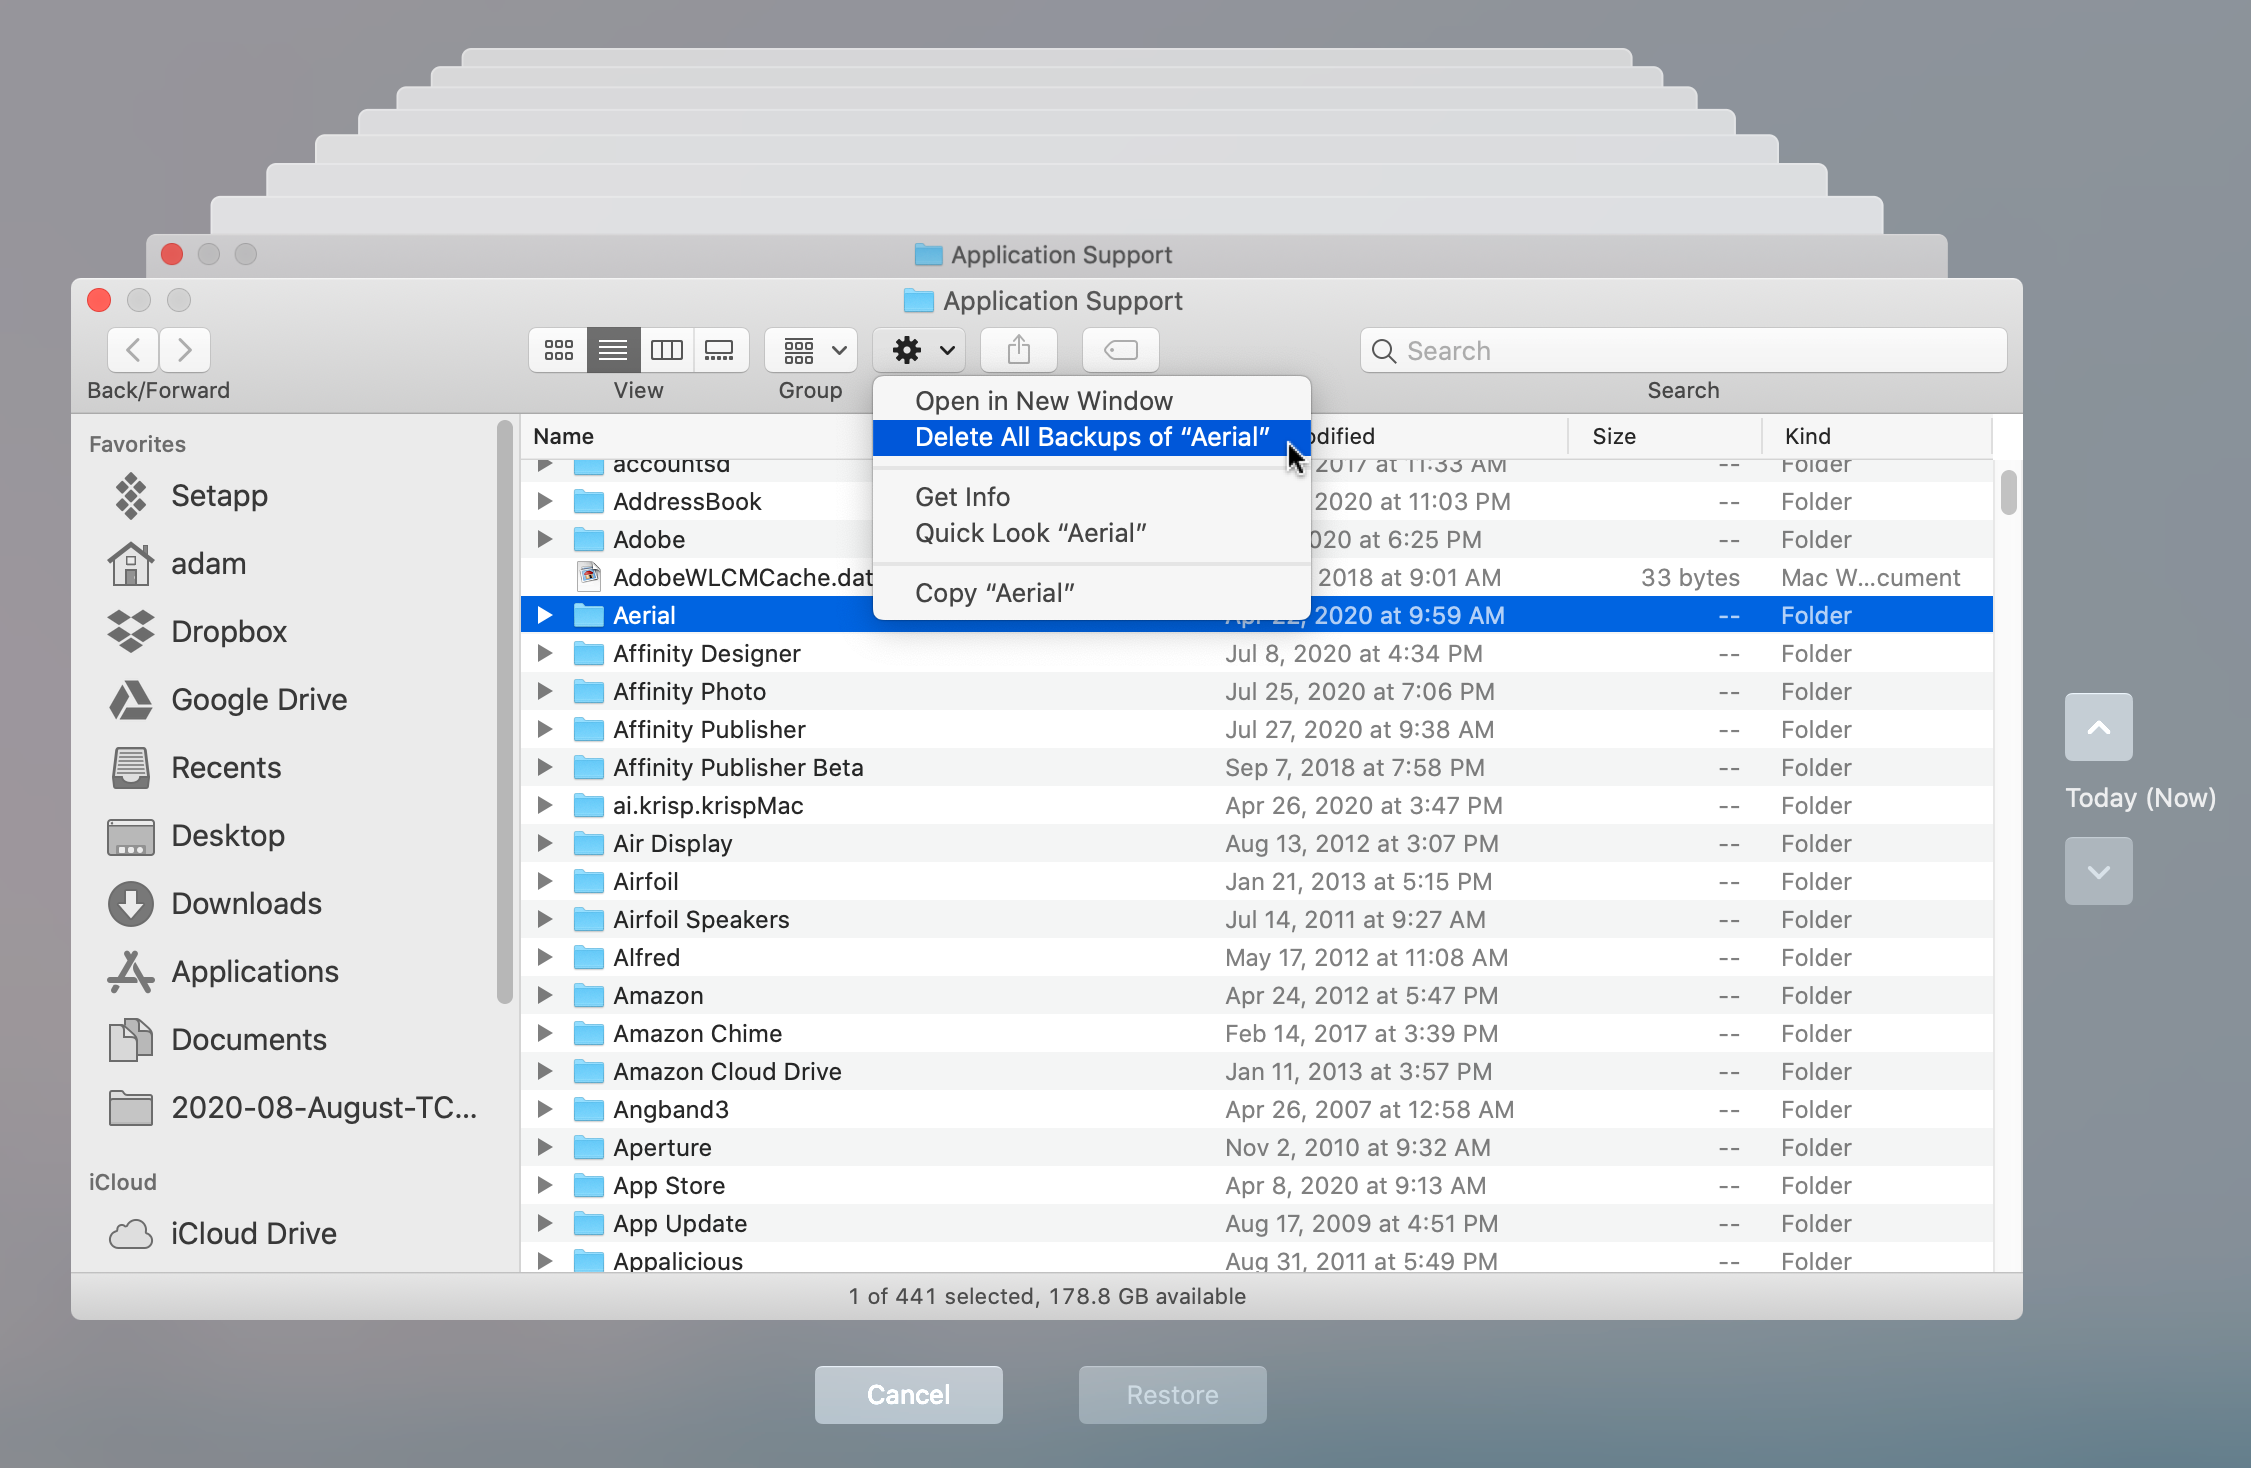 Application Support
Application Support
Search
Back/Forward
View
Group
Search
Open in New Window
Delete All Backups of “Aerial”
Get Info
Quick Look “Aerial”
Copy “Aerial”
Favorites
Setapp
adam
Dropbox
Google Drive
Recents
Desktop
Downloads
Applications
Documents
2020-08-August-TC...
iCloud
iCloud Drive
Name Size Kind
accountsd 2017 at 11:33 AM -- Folder
AddressBook 2020 at 11:03 PM -- Folder
Adobe at 6:25 PM -- Folder
AdobeWLCMCache.dat 2018 at 9:01 AM 33 bytes Mac W...cument
Aerial Apr 22, 2020 at 9:59 AM -- Folder
Affinity Designer Jul 8, 2020 at 4:34 PM -- Folder
Affinity Photo Jul 25, 2020 at 7:06 PM -- Folder
Affinity Publisher Jul 27, 2020 at 9:38 AM -- Folder
Affinity Publisher Beta Sep 7, 2018 at 7:58 PM -- Folder
ai.krisp.krispMac Apr 26, 2020 at 3:47 PM -- Folder
Air Display Aug 13, 2012 at 3:07 PM -- Folder
Airfoil Jan 21, 2013 at 5:15 PM -- Folder
Airfoil Speakers Jul 14, 2011 at 9:27 AM -- Folder
Alfred May 17, 2012 at 11:08 AM -- Folder
Amazon Apr 24, 2012 at 5:47 PM -- Folder
Amazon Chime Feb 14, 2017 at 3:39 PM -- Folder
Amazon Cloud Drive Jan 11, 2013 at 3:57 PM -- Folder
Angband3 Apr 26, 2007 at 12:58 AM -- Folder
Aperture Nov 2, 2010 at 9:32 AM -- Folder
App Store Apr 8, 2020 at 9:13 AM -- Folder
App Update Aug 17, 2009 at 4:51 PM -- Folder
Appalicious Aug 31, 2011 at 5:49 PM -- Folder
1 of 441 selected, 178.8 GB available
Today (Now)
Cancel
Restore